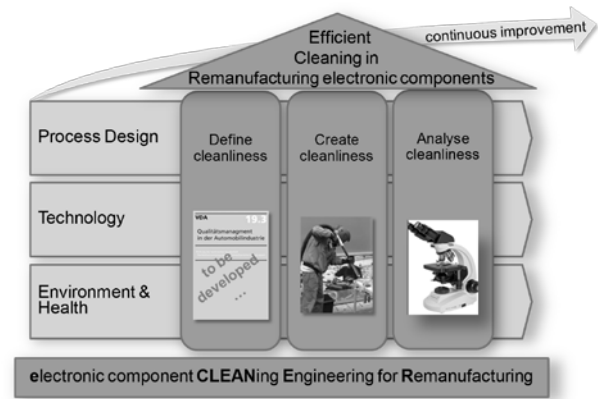 continuous improvement
Efficient
Cleaning in
Remanufacturing electronic components
Process Design
Define
cleanliness
Create
cleanliness
Analyse
cleanliness
Technology
VDA 19.3
Qualitätsmanagment
in der Automobilindustrie
to be
developed
...
Environment &
Health
electronic component CLEANing Engineering for Remanufacturing